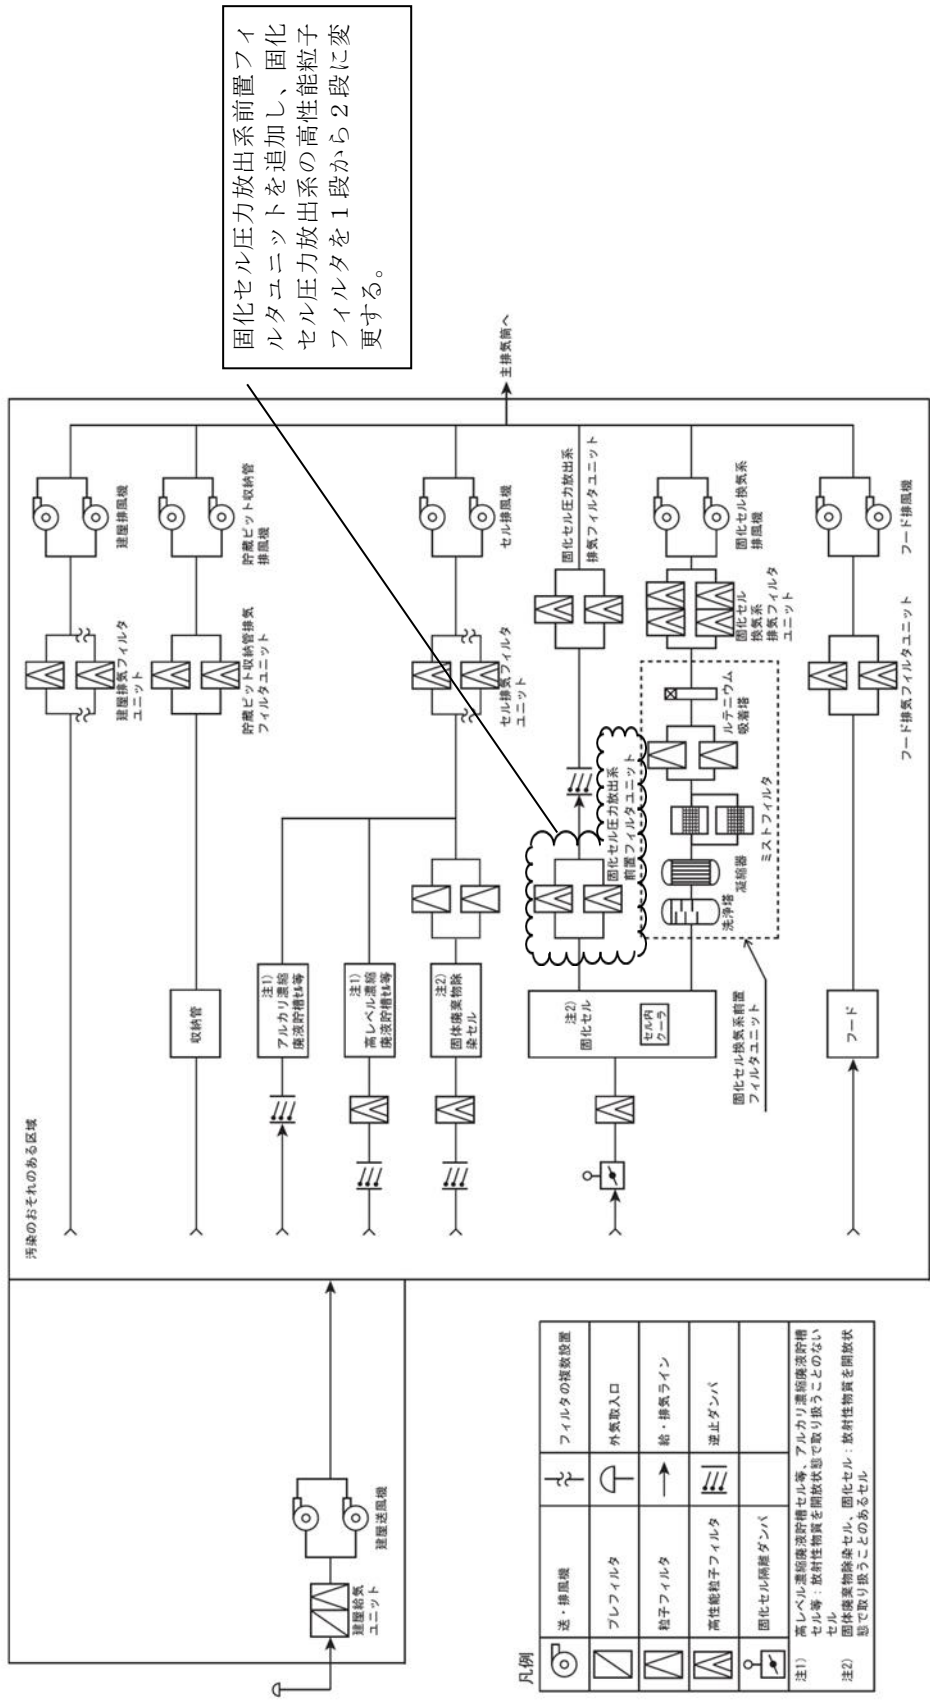 固化セル圧力放出系前置フィ
ルタユニットを追加し、固化
セル圧力放出系の高性能粒子
フィルタを１段から２段に変
更する。
汚染のおそれのある区域
建屋給気
ユニット
建屋送風機
建屋排気フィルタ
ユニット
建屋排風機
収納管
貯蔵ピット収納管排気
フィルタユニット
貯蔵ピット収納管
排風機
注1)
アルカリ濃縮
廃液貯槽セル等
注1)
高レベル濃縮
廃液貯槽セル等
注2)
固体廃棄物除
染セル
セル排気フィルタ
ユニット
セル排風機
主排気筒へ
注2)
固化セル
セル内
クーラ
固化セル圧力放出系
前置フィルタユニット
固化セル圧力放出系
排気フィルタユニット
洗浄塔
凝縮器
ミストフィルタ
ルテニウム
吸着塔
固化セル
換気系
排気フィルタ
ユニット
固化セル換気系
排風機
固化セル換気系前置
フィルタユニット
フード
フード排気フィルタユニット
フード排風機
凡例
送・排風機
フィルタの複数設置
プレフィルタ
外気取入口
粒子フィルタ
給・排気ライン
高性能粒子フィルタ
逆止ダンパ
固化セル隔離ダンパ
注1) 高レベル濃縮廃液貯槽セル等、アルカリ濃縮廃液貯槽
セル等：放射性物質を開放状態で取り扱うことのない
セル
注2) 固体廃棄物除染セル、固化セル：放射性物質を開放状
態で取り扱うことのあるセル